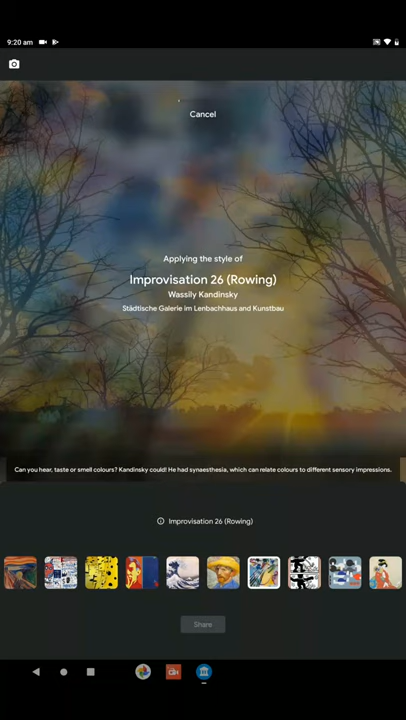 9:20 am
Cancel
Applying the style of
Improvisation 26 (Rowing)
Wassily Kandinsky
Städtische Galerie im Lenbachhaus and Kunstbau
Can you hear, taste or smell colours? Kandinsky could! He had synaesthesia, which can relate colours to different sensory impressions.
Improvisation 26 (Rowing)
Share